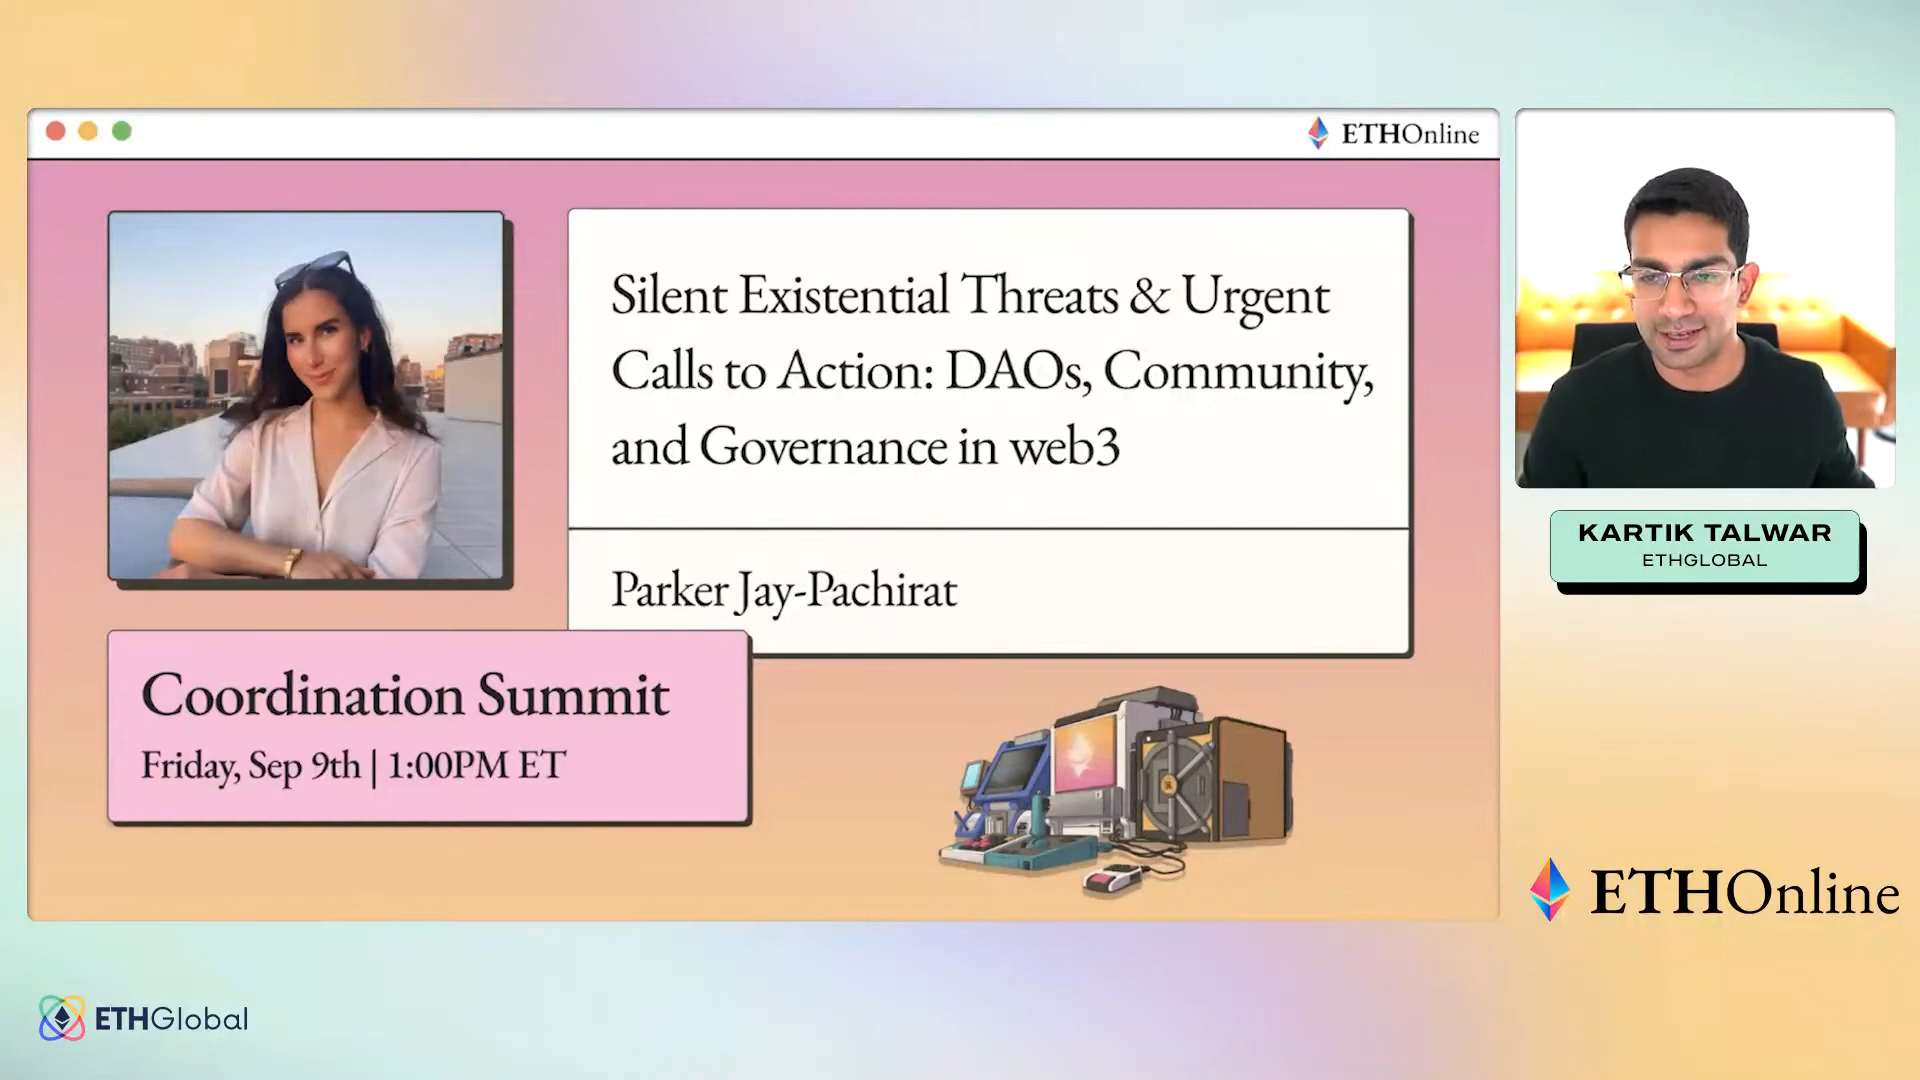 ETHOnline
Silent Existential Threats & Urgent
Calls to Action: DAOs, Community,
and Governance in web3
Parker Jay-Pachirat
Coordination Summit
Friday, Sep 9th | 1:00PM ET
KARTIK TALWAR
ETHGLOBAL
ETHOnline
ETHGlobal